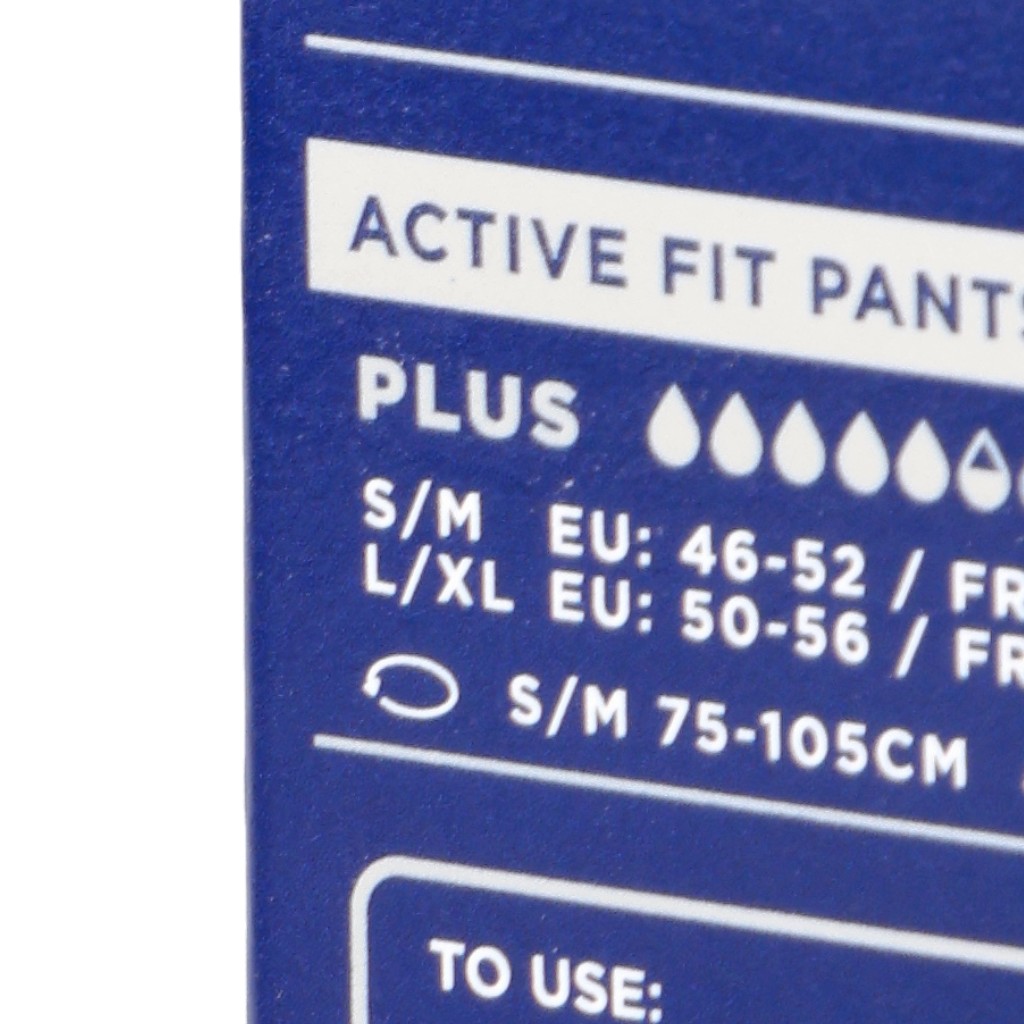 ACTIVE FIT PANTS
PLUS
S/M EU: 46-52 / FR
L/XL EU: 50-56 / FR
S/M 75-105CM
TO USE: